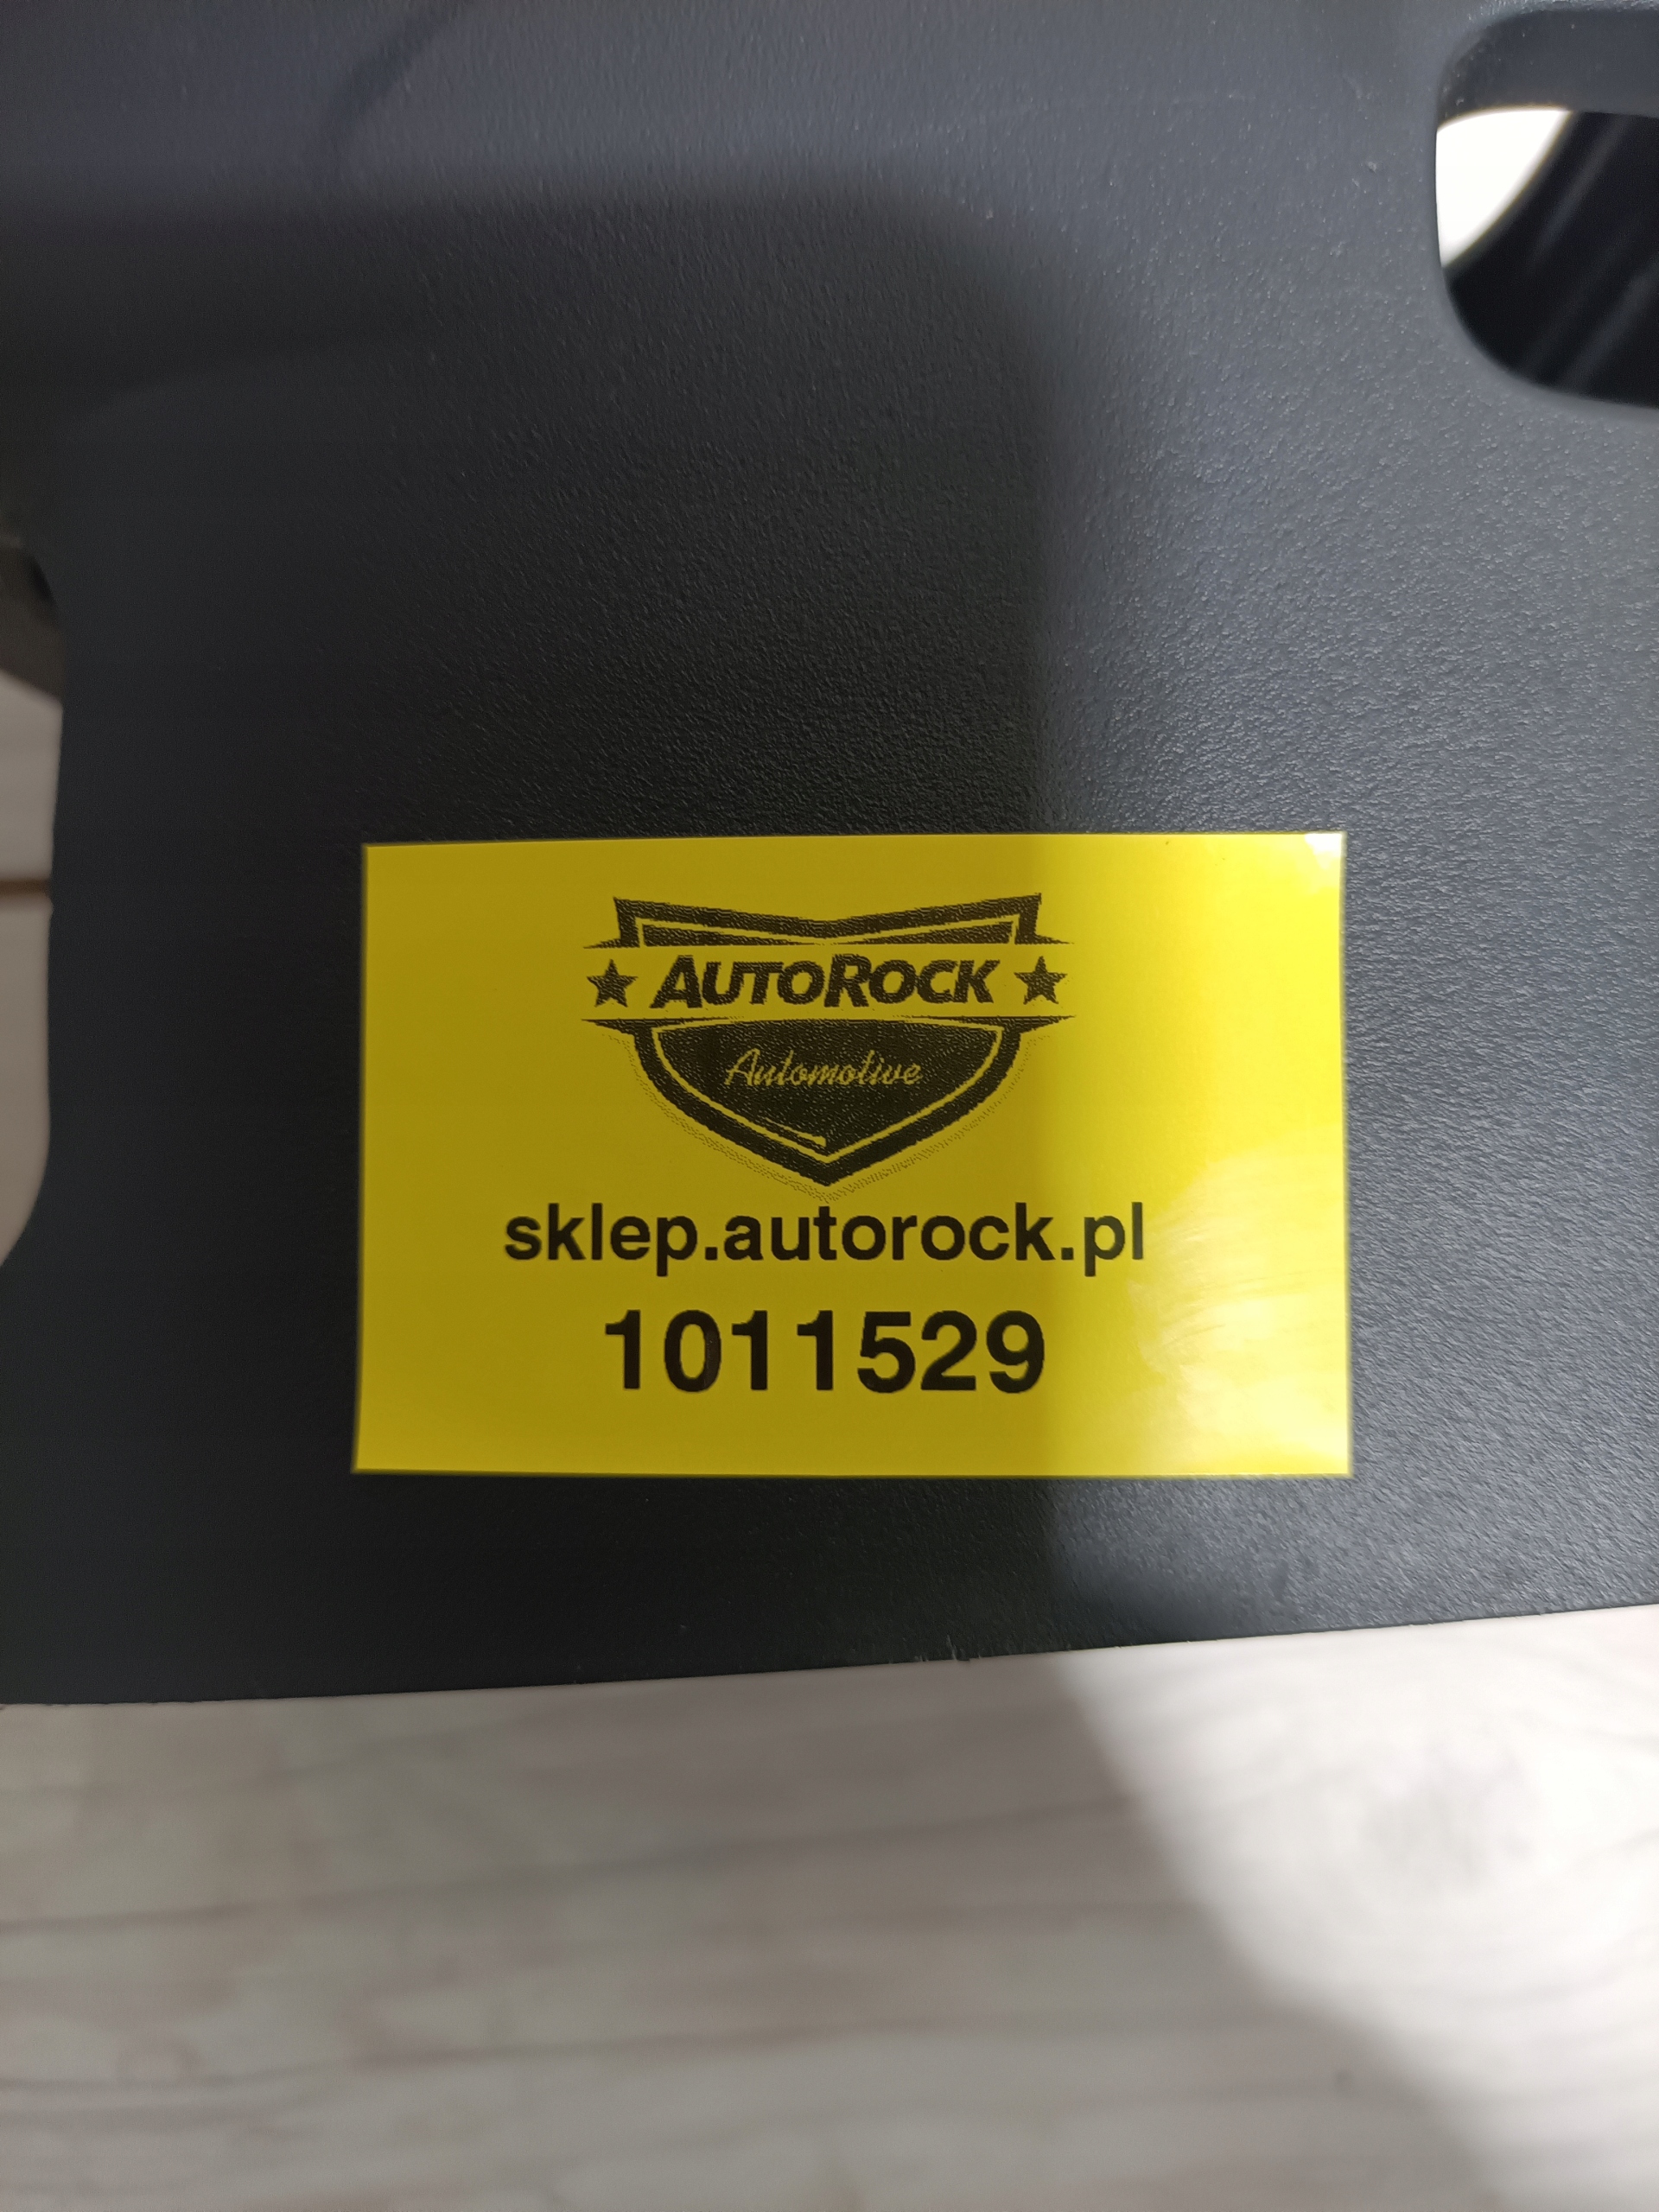 ★ AUTOROCK ★
Automotive
sklep.autorock.pl
1011529